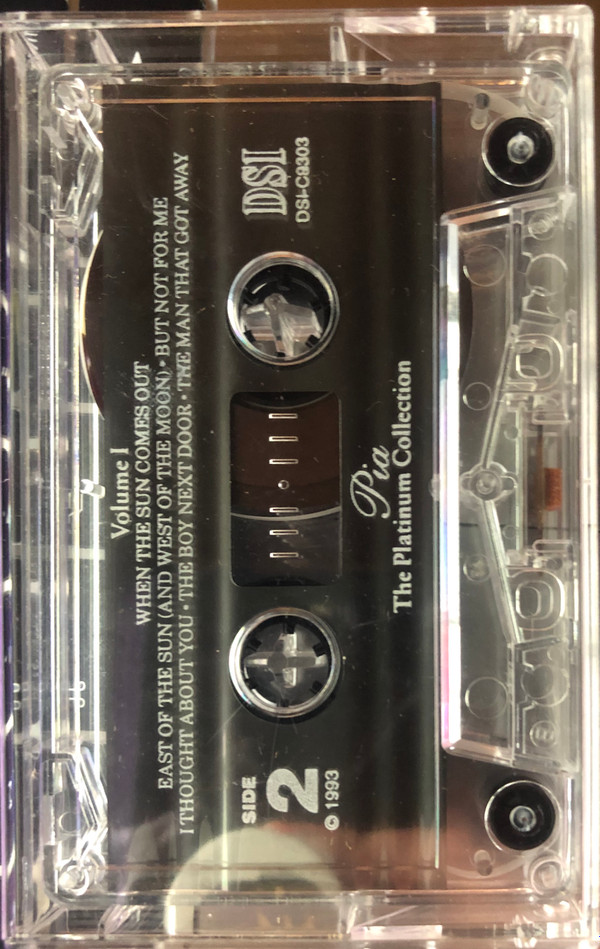 Volume I
WHEN THE SUN COMES OUT
EAST OF THE SUN (AND WEST OF THE MOON) • BUT NOT FOR ME
I THOUGHT ABOUT YOU • THE BOY NEXT DOOR • THE MAN THAT GOT AWAY
SIDE
2
© 1993
DSI
DSI-C9303
Pia
The Platinum Collection